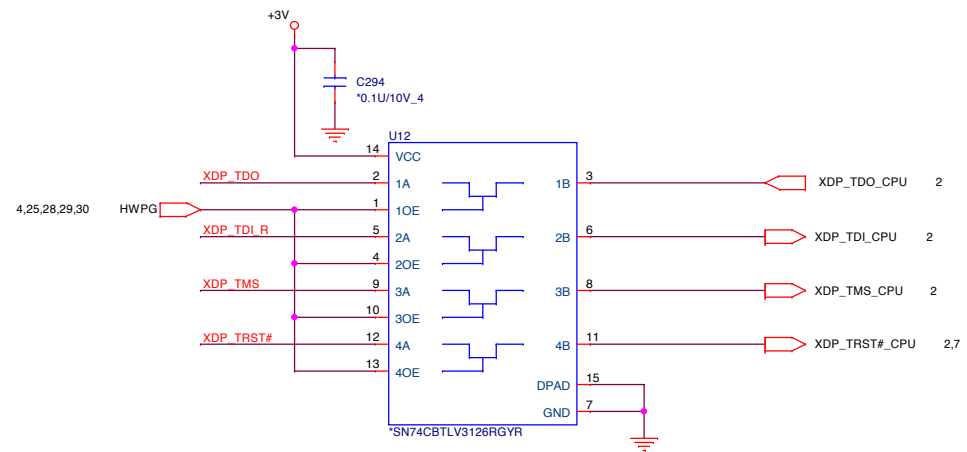 +3V
C294
*0.1U/10V_4
U12
14 VCC
XDP_TDO 2 1A 1B 3 XDP_TDO_CPU 2
4,25,28,29,30 HWPG 1 1OE
XDP_TDI_R 5 2A 2B 6 XDP_TDI_CPU 2
4 2OE
XDP_TMS 9 3A 3B 8 XDP_TMS_CPU 2
10 3OE
XDP_TRST# 12 4A 4B 11 XDP_TRST#_CPU 2,7
13 4OE
DPAD 15
GND 7
*SN74CBTLV3126RGYR